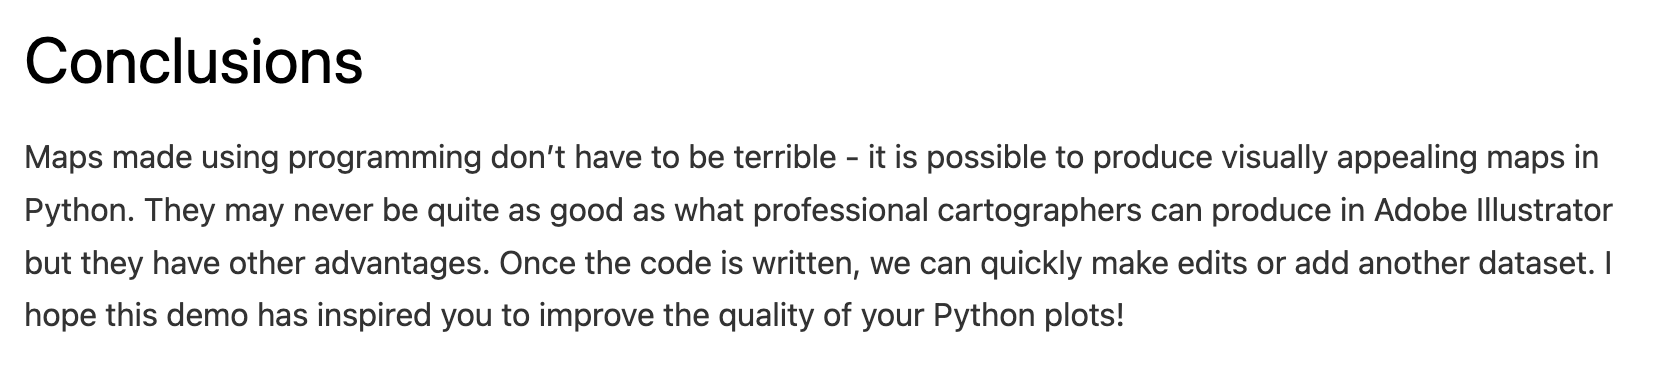 Conclusions
Maps made using programming don’t have to be terrible - it is possible to produce visually appealing maps in
Python. They may never be quite as good as what professional cartographers can produce in Adobe Illustrator
but they have other advantages. Once the code is written, we can quickly make edits or add another dataset. I
hope this demo has inspired you to improve the quality of your Python plots!